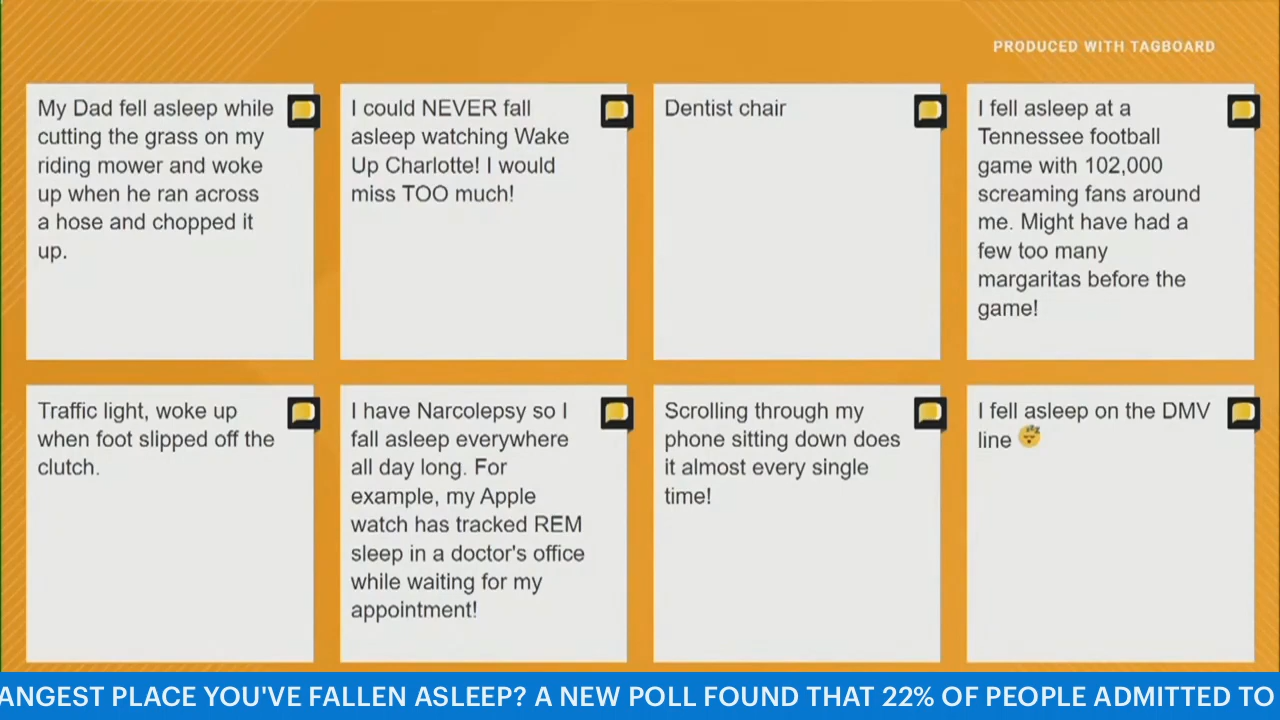 PRODUCED WITH TAGBOARD
My Dad fell asleep while
cutting the grass on my
riding mower and woke
up when he ran across
a hose and chopped it
up.
I could NEVER fall
asleep watching Wake
Up Charlotte! I would
miss TOO much!
Dentist chair
I fell asleep at a
Tennessee football
game with 102,000
screaming fans around
me. Might have had a
few too many
margaritas before the
game!
Traffic light, woke up
when foot slipped off the
clutch.
I have Narcolepsy so I
fall asleep everywhere
all day long. For
example, my Apple
watch has tracked REM
sleep in a doctor's office
while waiting for my
appointment!
Scrolling through my
phone sitting down does
it almost every single
time!
I fell asleep on the DMV
line 😴
ANGEST PLACE YOU'VE FALLEN ASLEEP? A NEW POLL FOUND THAT 22% OF PEOPLE ADMITTED TO